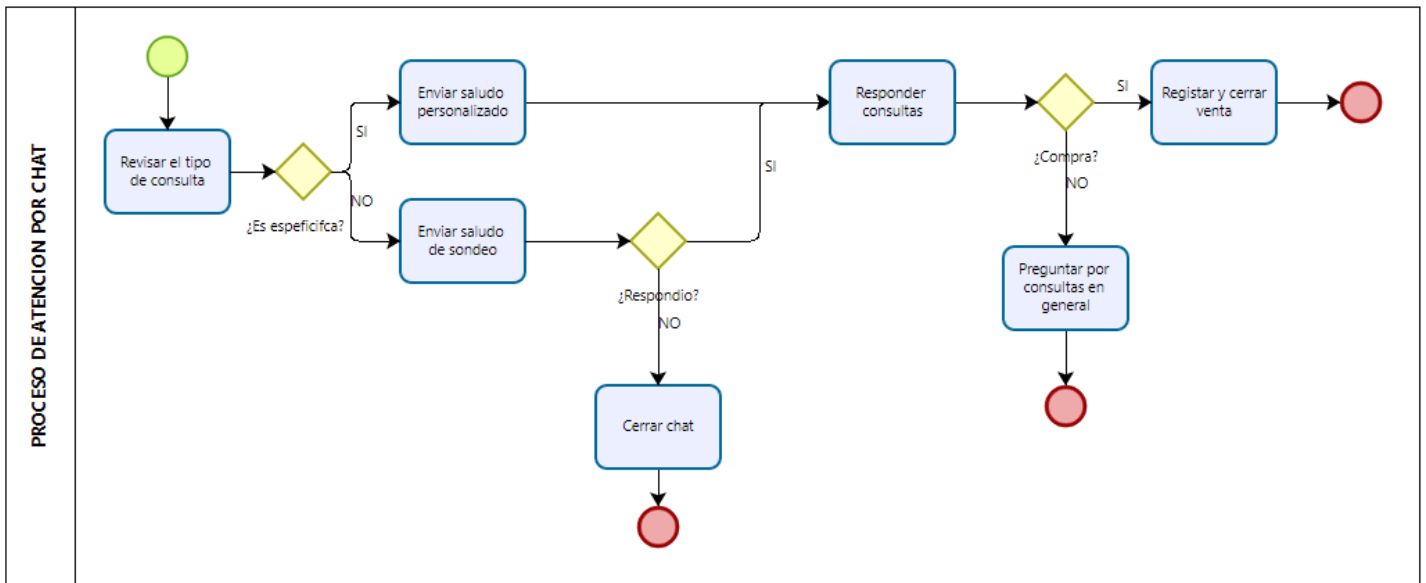 PROCESO DE ATENCION POR CHAT
Revisar el tipo
de consulta
¿Es espeficifca?
SI
NO
Enviar saludo
personalizado
Enviar saludo
de sondeo
¿Respondio?
SI
NO
Cerrar chat
Responder
consultas
¿Compra?
SI
NO
Registar y cerrar
venta
Preguntar por
consultas en
general